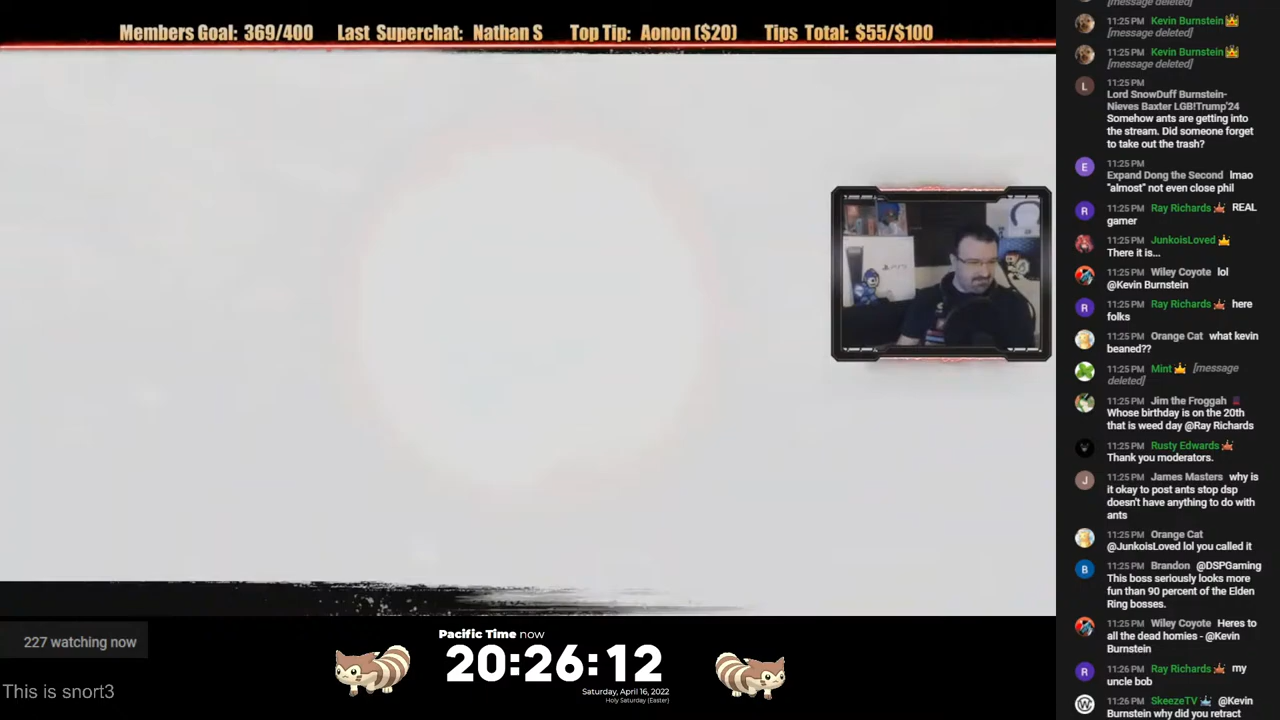 Members Goal: 369/400 Last Superchat: Nathan S Top Tip: Aonon ($20) Tips Total: $55/$100
[message deleted]
11:25 PM Kevin Burnstein
[message deleted]
11:25 PM Kevin Burnstein
[message deleted]
11:25 PM
Lord SnowDuff Burnstein-
Nieves Baxter LGB!Trump'24
Somehow ants are getting into
the stream. Did someone forget
to take out the trash?
11:25 PM
Expand Dong the Second lmao
"almost" not even close phil
11:25 PM Ray Richards REAL
gamer
11:25 PM JunkoisLoved
There it is...
11:25 PM Wiley Coyote lol
@Kevin Burnstein
11:25 PM Ray Richards here
folks
11:25 PM Orange Cat what kevin
beaned??
11:25 PM Mint [message
deleted]
11:25 PM Jim the Froggah
Whose birthday is on the 20th
that is weed day @Ray Richards
11:25 PM Rusty Edwards
Thank you moderators.
11:25 PM James Masters why is
it okay to post ants stop dsp
doesn't have anything to do with
ants
11:25 PM Orange Cat
@JunkoisLoved lol you called it
11:25 PM Brandon @DSPGaming
This boss seriously looks more
fun than 90 percent of the Elden
Ring bosses.
11:25 PM Wiley Coyote Heres to
all the dead homies - @Kevin
Burnstein
11:26 PM Ray Richards my
uncle bob
11:26 PM SkeezeTV @Kevin
Burnstein why did you retract
227 watching now
This is snort3
Pacific Time now
20:26:12
Saturday, April 16, 2022
Holy Saturday (Easter)